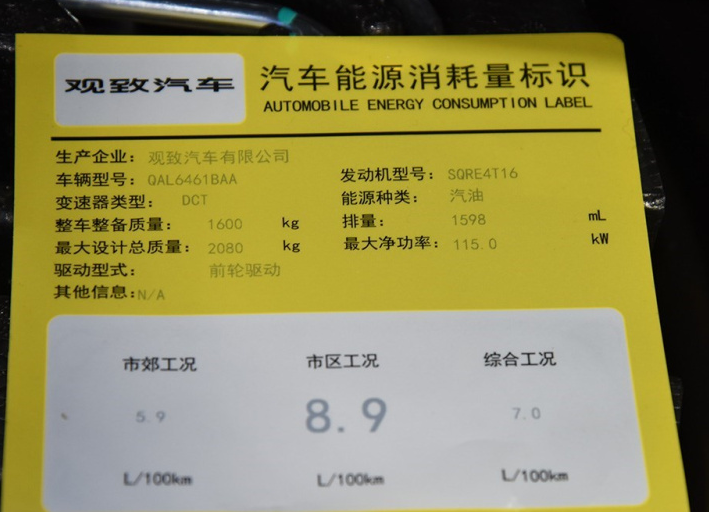 观致汽车
汽车能源消耗量标识
AUTOMOBILE ENERGY CONSUMPTION LABEL
生产企业: 观致汽车有限公司
车辆型号: QAL6461BAA 发动机型号: SQRE4T16
变速器类型: DCT 能源种类: 汽油
整车整备质量: 1600 kg 排量: 1598 mL
最大设计总质量: 2080 kg 最大净功率: 115.0 kW
驱动型式: 前轮驱动
其他信息: N/A
市郊工况 市区工况 综合工况
5.9 8.9 7.0
L/100km L/100km L/100km